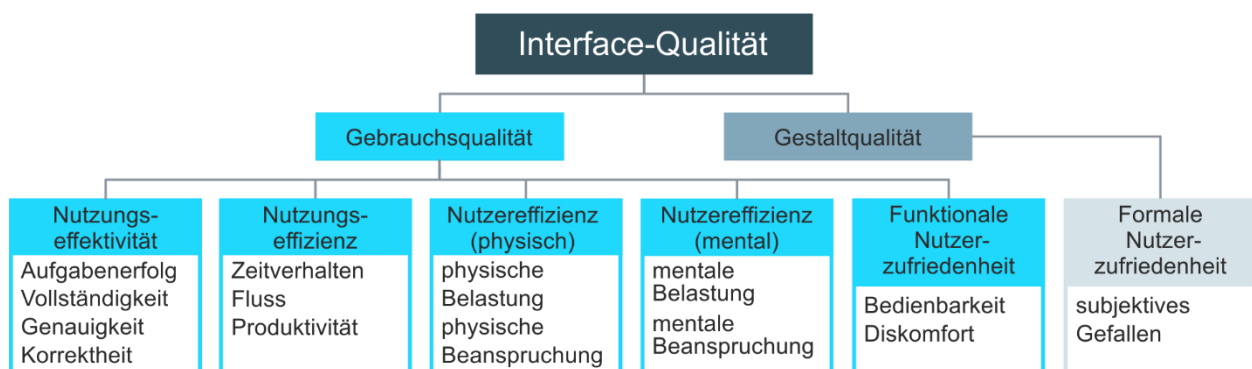 Interface-Qualität
Gebrauchsqualität
Gestaltqualität
Nutzungs-
effektivität
Aufgabenerfolg
Vollständigkeit
Genauigkeit
Korrektheit
Nutzungs-
effizienz
Zeitverhalten
Fluss
Produktivität
Nutzereffizienz
(physisch)
physische
Belastung
physische
Beanspruchung
Nutzereffizienz
(mental)
mentale
Belastung
mentale
Beanspruchung
Funktionale
Nutzer-
zufriedenheit
Bedienbarkeit
Diskomfort
Formale
Nutzer-
zufriedenheit
subjektives
Gefallen